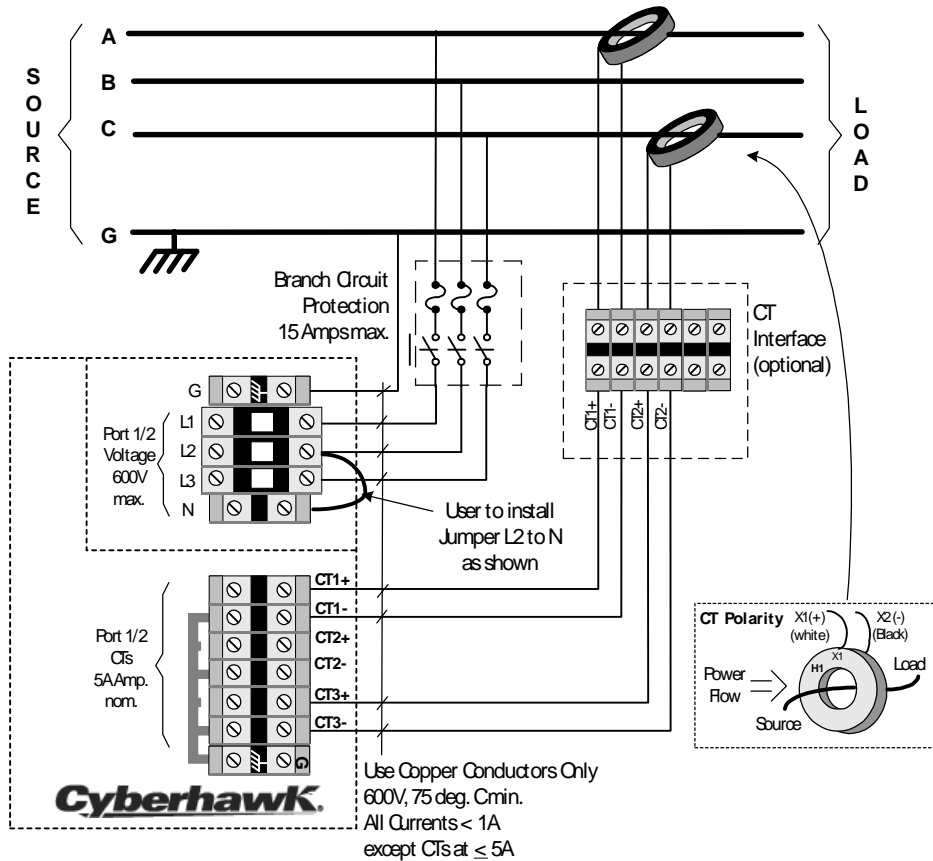 SOURCE
A
B
C
G
LOAD
Branch Circuit
Protection
15 Amps max.
CT
Interface
(optional)
CT1+
CT1-
CT2+
CT2-
G
L1
L2
L3
N
Port 1/2
Voltage
600V
max.
User to install
Jumper L2 to N
as shown
Port 1/2
CTs
5A Amp.
nom.
CT1+
CT1-
CT2+
CT2-
CT3+
CT3-
G
CyberhawK.
Use Copper Conductors Only
600V, 75 deg. C min.
All Currents < 1A
except CTs at ≤ 5A
CT Polarity
X1(+)
(white)
X2(-)
(Black)
X1
H1
Power
Flow
Load
Source